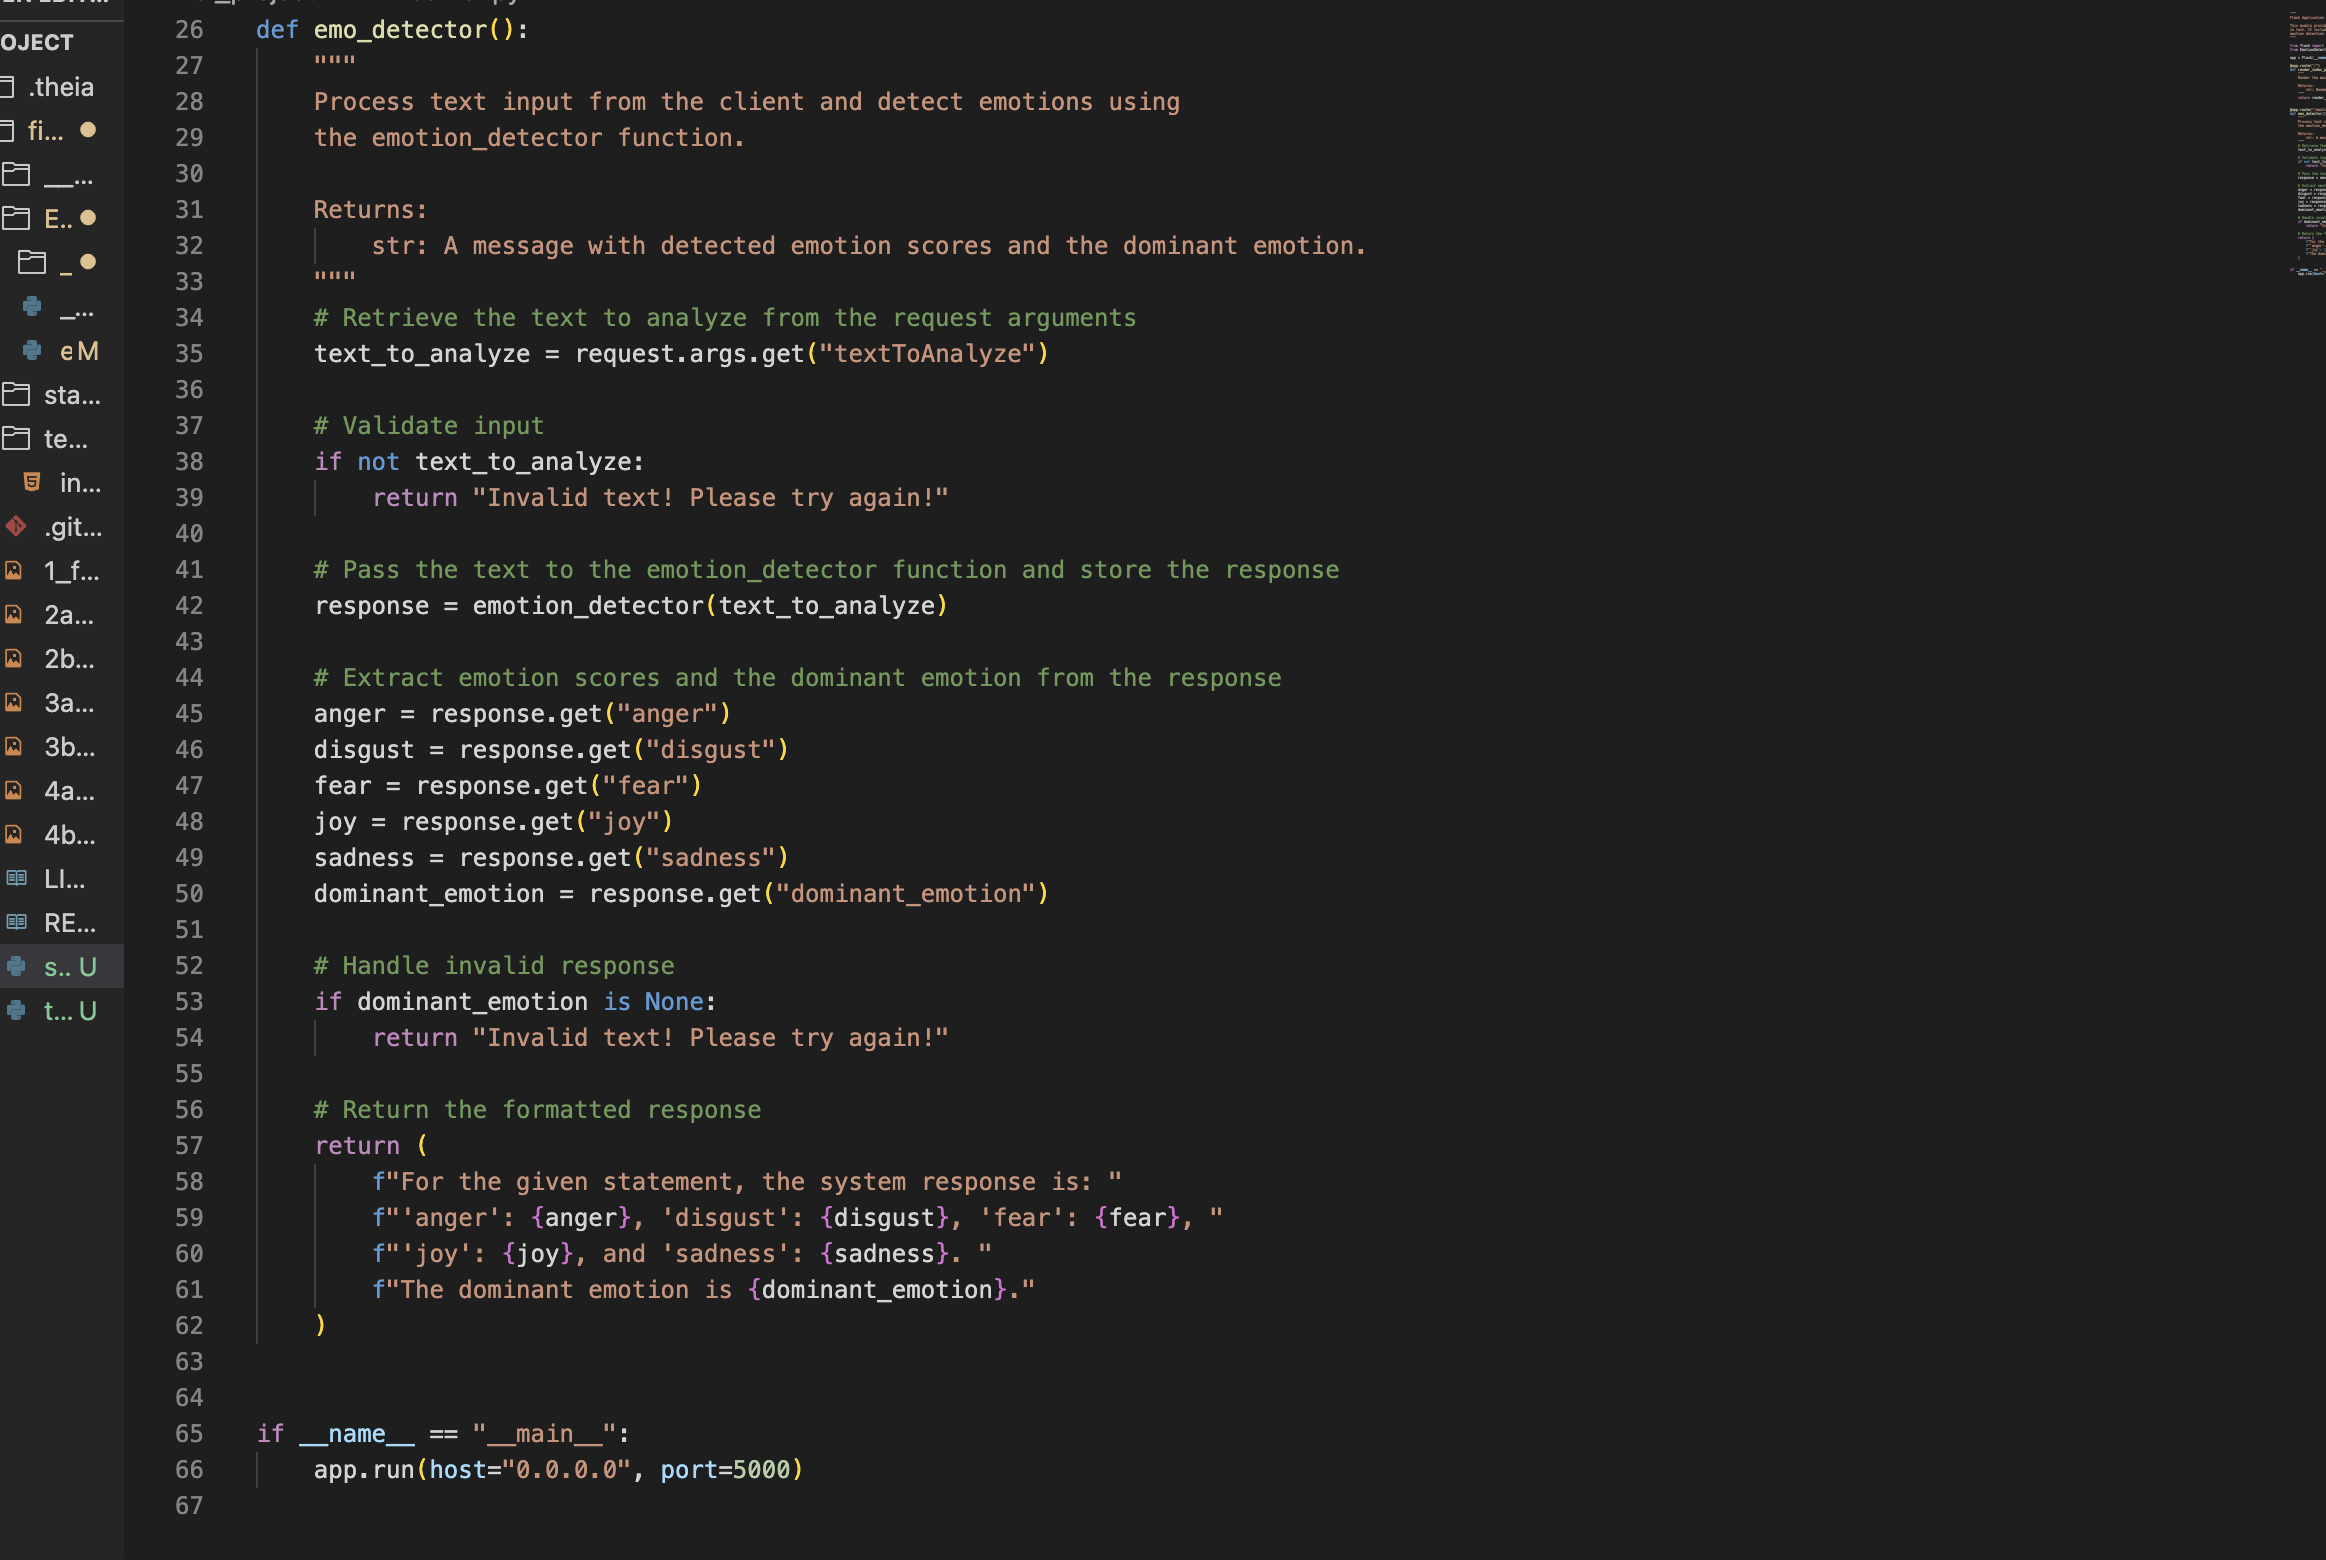 OJECT
.theia
fi...
__...
E..
_
_...
e M
sta...
te...
in...
.git...
1_f...
2a...
2b...
3a...
3b...
4a...
4b...
LI...
RE...
s.. U
t... U
26 def emo_detector():
27 """
28 Process text input from the client and detect emotions using
29 the emotion_detector function.
30
31 Returns:
32 str: A message with detected emotion scores and the dominant emotion.
33 """
34 # Retrieve the text to analyze from the request arguments
35 text_to_analyze = request.args.get("textToAnalyze")
36
37 # Validate input
38 if not text_to_analyze:
39 return "Invalid text! Please try again!"
40
41 # Pass the text to the emotion_detector function and store the response
42 response = emotion_detector(text_to_analyze)
43
44 # Extract emotion scores and the dominant emotion from the response
45 anger = response.get("anger")
46 disgust = response.get("disgust")
47 fear = response.get("fear")
48 joy = response.get("joy")
49 sadness = response.get("sadness")
50 dominant_emotion = response.get("dominant_emotion")
51
52 # Handle invalid response
53 if dominant_emotion is None:
54 return "Invalid text! Please try again!"
55
56 # Return the formatted response
57 return (
58 f"For the given statement, the system response is: "
59 f"'anger': {anger}, 'disgust': {disgust}, 'fear': {fear}, "
60 f"'joy': {joy}, and 'sadness': {sadness}. "
61 f"The dominant emotion is {dominant_emotion}."
62 )
63
64
65 if __name__ == "__main__":
66 app.run(host="0.0.0.0", port=5000)
67